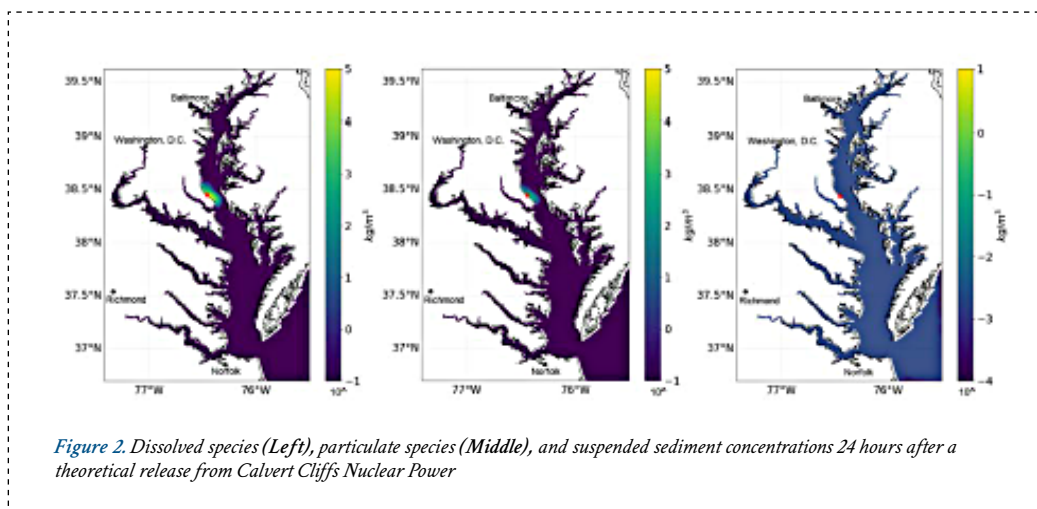 39.5°N
39°N
38.5°N
38°N
37.5°N
37°N
77°W
76°W
Baltimore
Washington, D.C.
Richmond
Norfolk
5
4
3
2
1
0
−1
kg/m³
10^
39.5°N
39°N
38.5°N
38°N
37.5°N
37°N
77°W
76°W
Baltimore
Washington, D.C.
Richmond
Norfolk
5
4
3
2
1
0
−1
kg/m³
10^
39.5°N
39°N
38.5°N
38°N
37.5°N
37°N
77°W
76°W
Baltimore
Washington, D.C.
Richmond
Norfolk
1
0
−1
−2
−3
−4
kg/m³
10^
Figure 2. Dissolved species (Left), particulate species (Middle), and suspended sediment concentrations 24 hours after a
theoretical release from Calvert Cliffs Nuclear Power